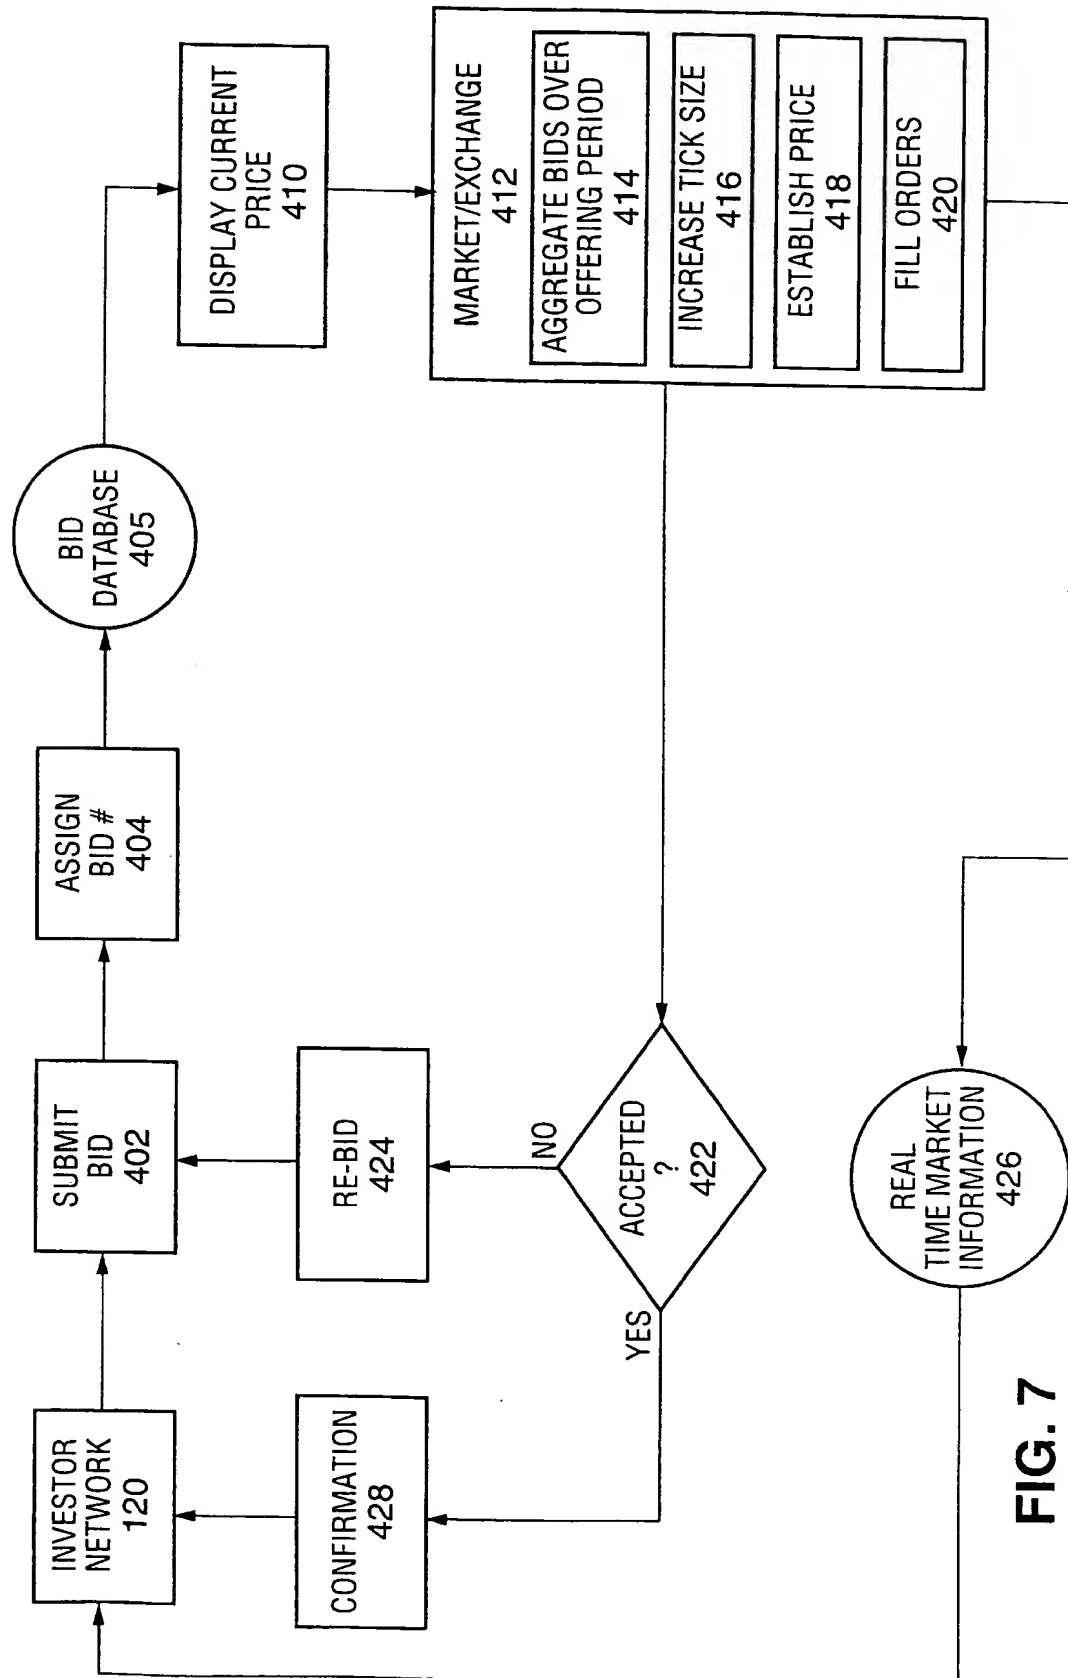 INVESTOR
NETWORK
120
SUBMIT
BID
402
ASSIGN
BID #
404
BID
DATABASE
405
DISPLAY CURRENT
PRICE
410
MARKET/EXCHANGE
412
AGGREGATE BIDS OVER
OFFERING PERIOD
414
INCREASE TICK SIZE
416
ESTABLISH PRICE
418
FILL ORDERS
420
CONFIRMATION
428
RE-BID
424
NO
YES
ACCEPTED
?
422
REAL
TIME MARKET
INFORMATION
426
FIG. 7